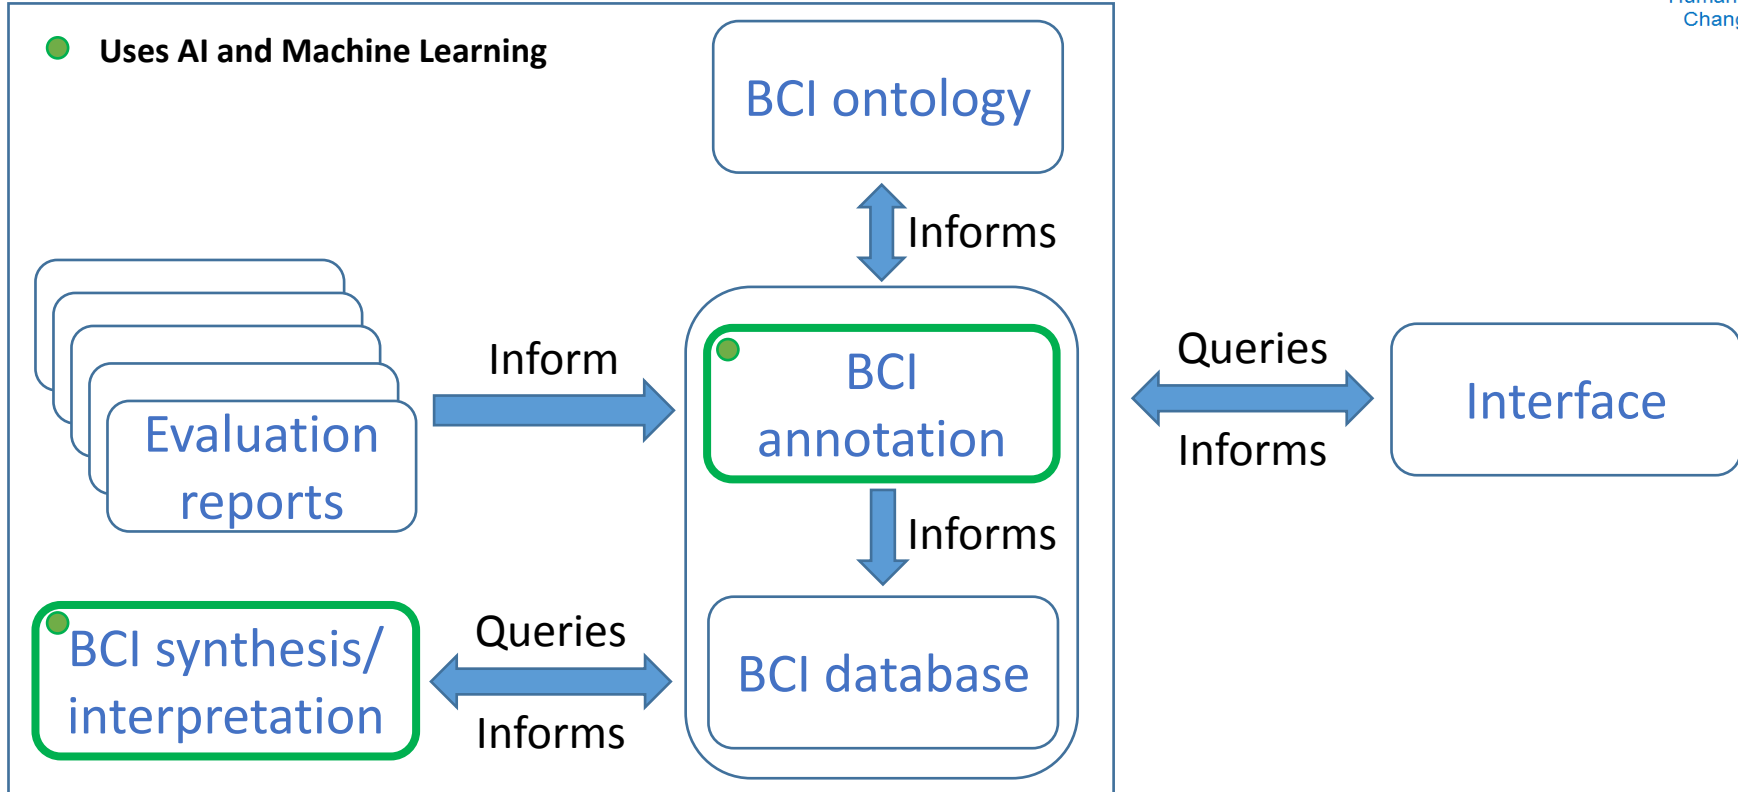 Chang
Uses AI and Machine Learning
BCI ontology
Informs
Inform
BCI
annotation
Queries
Informs
Interface
Evaluation
reports
Informs
BCI synthesis/
interpretation
Queries
Informs
BCI database